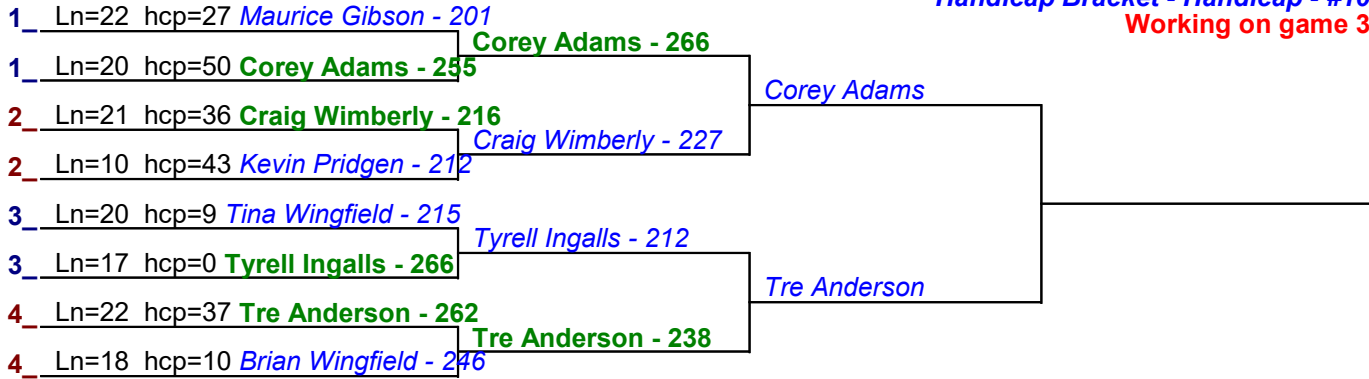 Handicap Bracket - Handicap - #10
Working on game 3
1_ Ln=22 hcp=27 Maurice Gibson - 201
Corey Adams - 266
1_ Ln=20 hcp=50 Corey Adams - 255
Corey Adams
2_ Ln=21 hcp=36 Craig Wimberly - 216
Craig Wimberly - 227
2_ Ln=10 hcp=43 Kevin Pridgen - 212
3_ Ln=20 hcp=9 Tina Wingfield - 215
Tyrell Ingalls - 212
3_ Ln=17 hcp=0 Tyrell Ingalls - 266
Tre Anderson
4_ Ln=22 hcp=37 Tre Anderson - 262
Tre Anderson - 238
4_ Ln=18 hcp=10 Brian Wingfield - 246